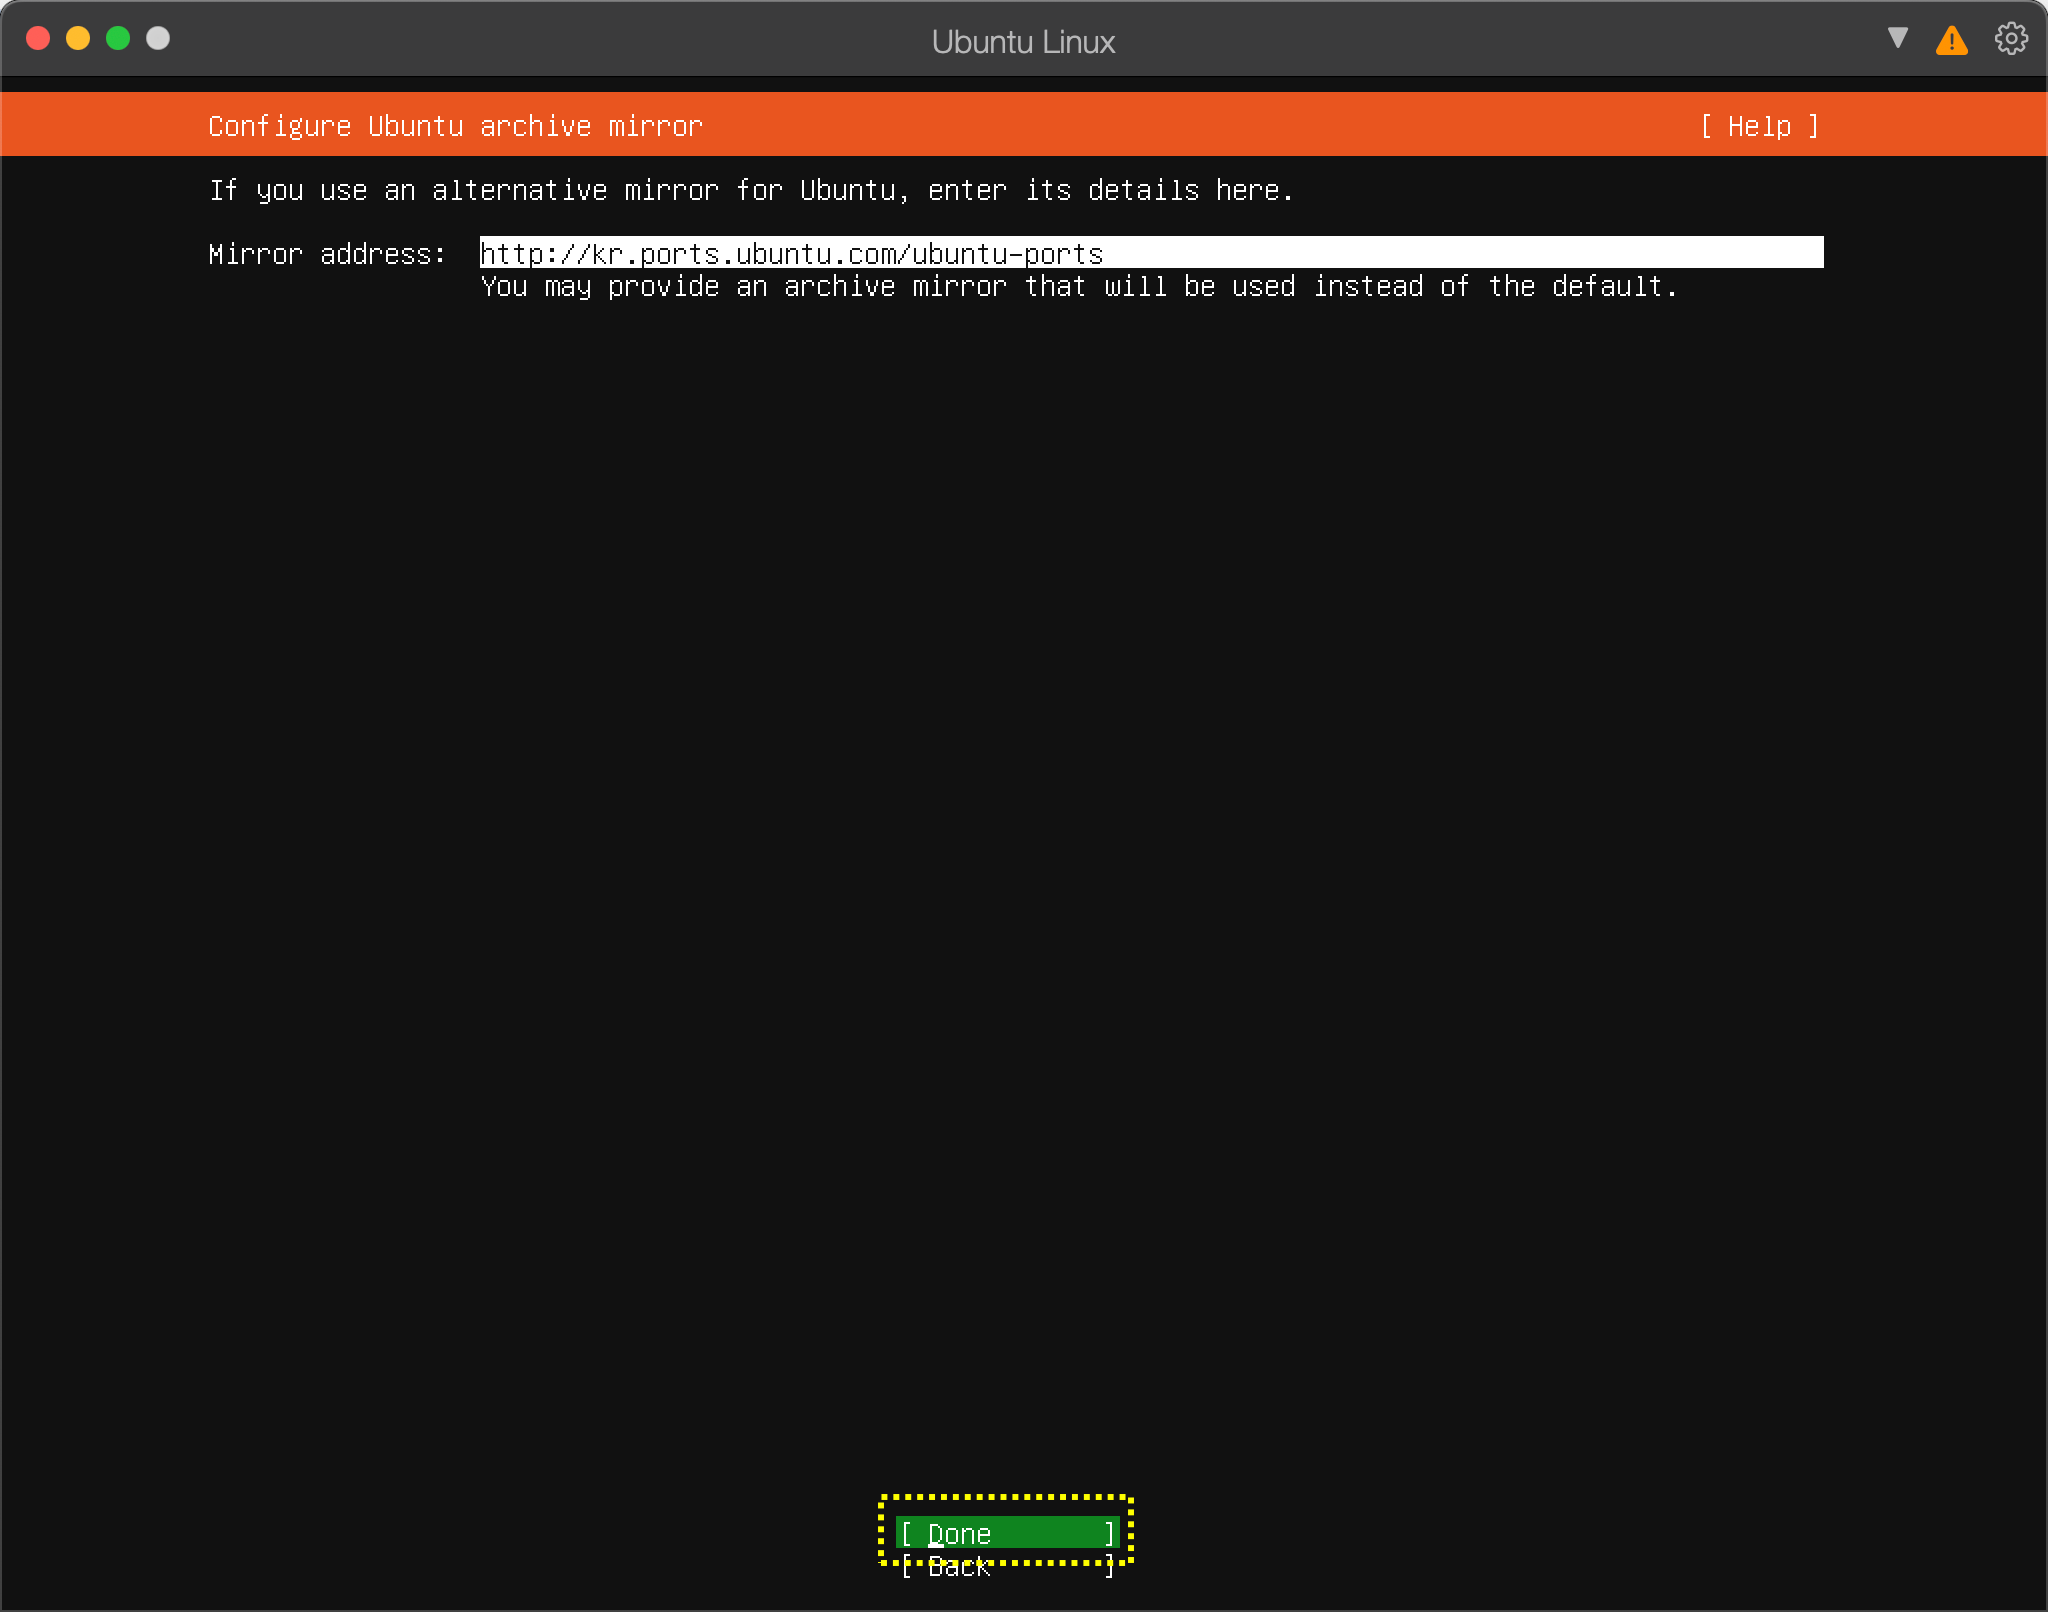 Ubuntu Linux
Configure Ubuntu archive mirror [ Help ]
If you use an alternative mirror for Ubuntu, enter its details here.
Mirror address: http://kr.ports.ubuntu.com/ubuntu-ports
You may provide an archive mirror that will be used instead of the default.
[ Done ]
[ Back ]